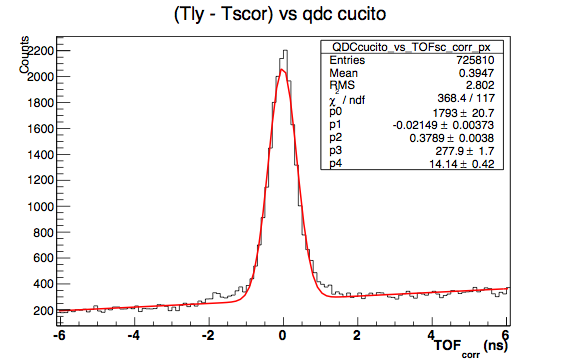 (Tly - Tscor) vs qdc cucito
Counts
QDCcucito_vs_TOFsc_corr_px
Entries 725810
Mean 0.3947
RMS 2.802
χ² / ndf 368.4 / 117
p0 1793 ± 20.7
p1 -0.02149 ± 0.00373
p2 0.3789 ± 0.0038
p3 277.9 ± 1.7
p4 14.14 ± 0.42
2200
2000
1800
1600
1400
1200
1000
800
600
400
200
-6 -4 -2 0 2 4 6
TOF_corr (ns)